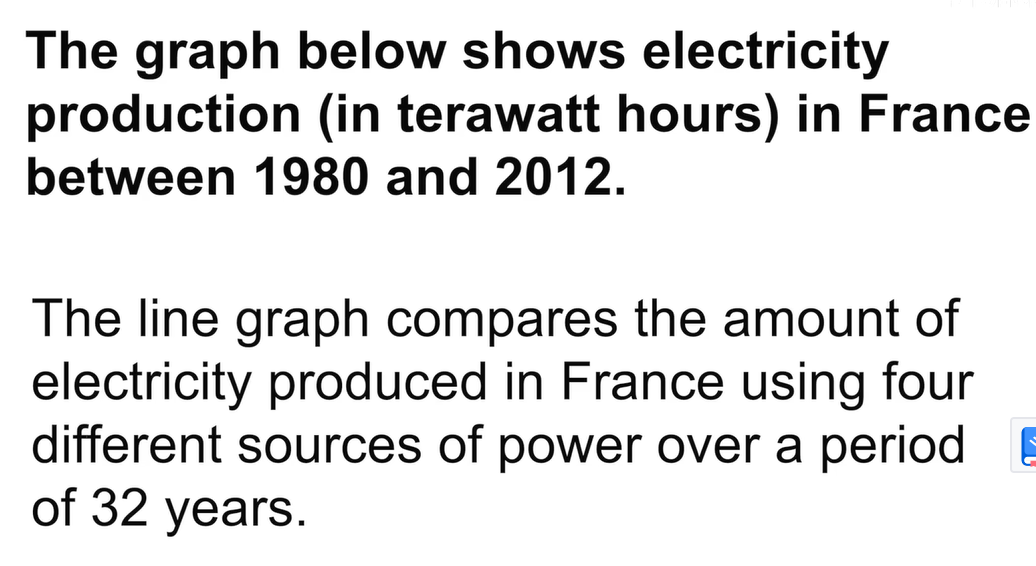 The graph below shows electricity
production (in terawatt hours) in France
between 1980 and 2012.
The line graph compares the amount of
electricity produced in France using four
different sources of power over a period
of 32 years.